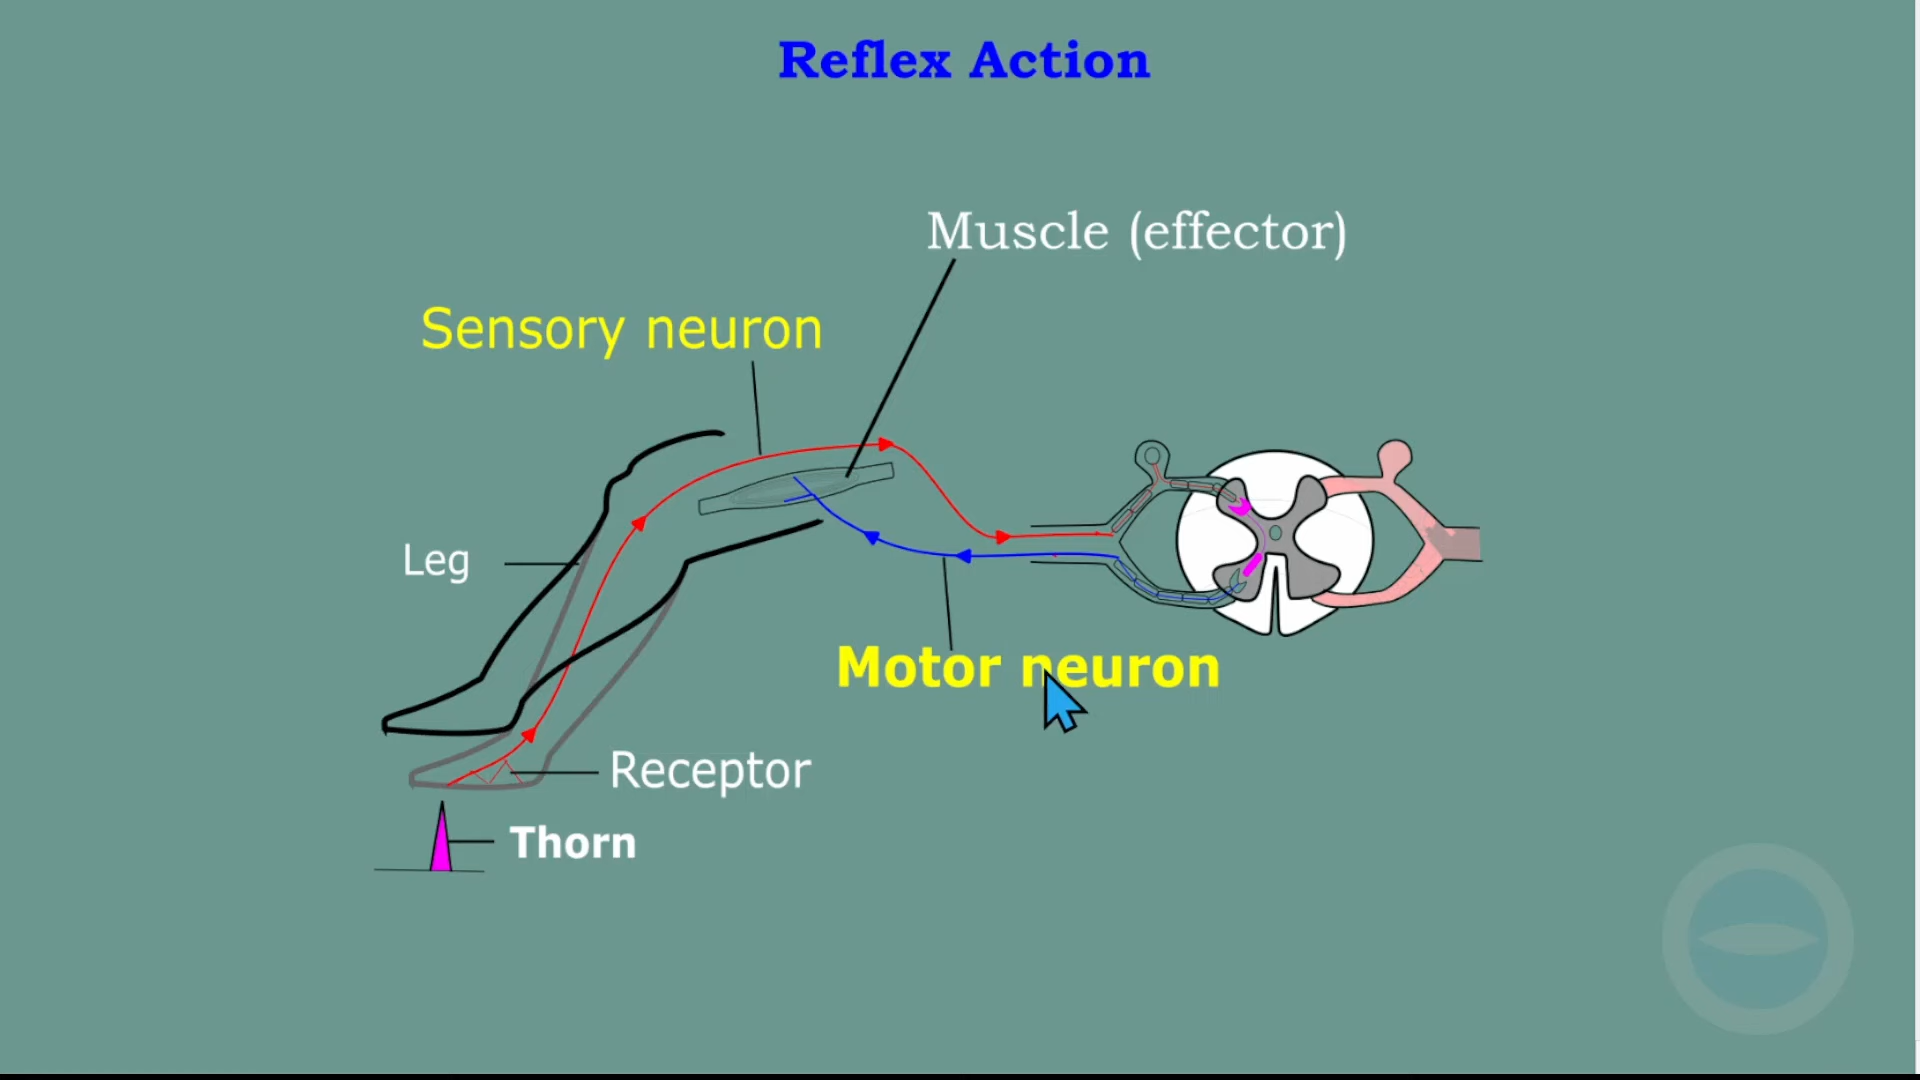 Reflex Action
Muscle (effector)
Sensory neuron
Leg
Motor neuron
Receptor
Thorn